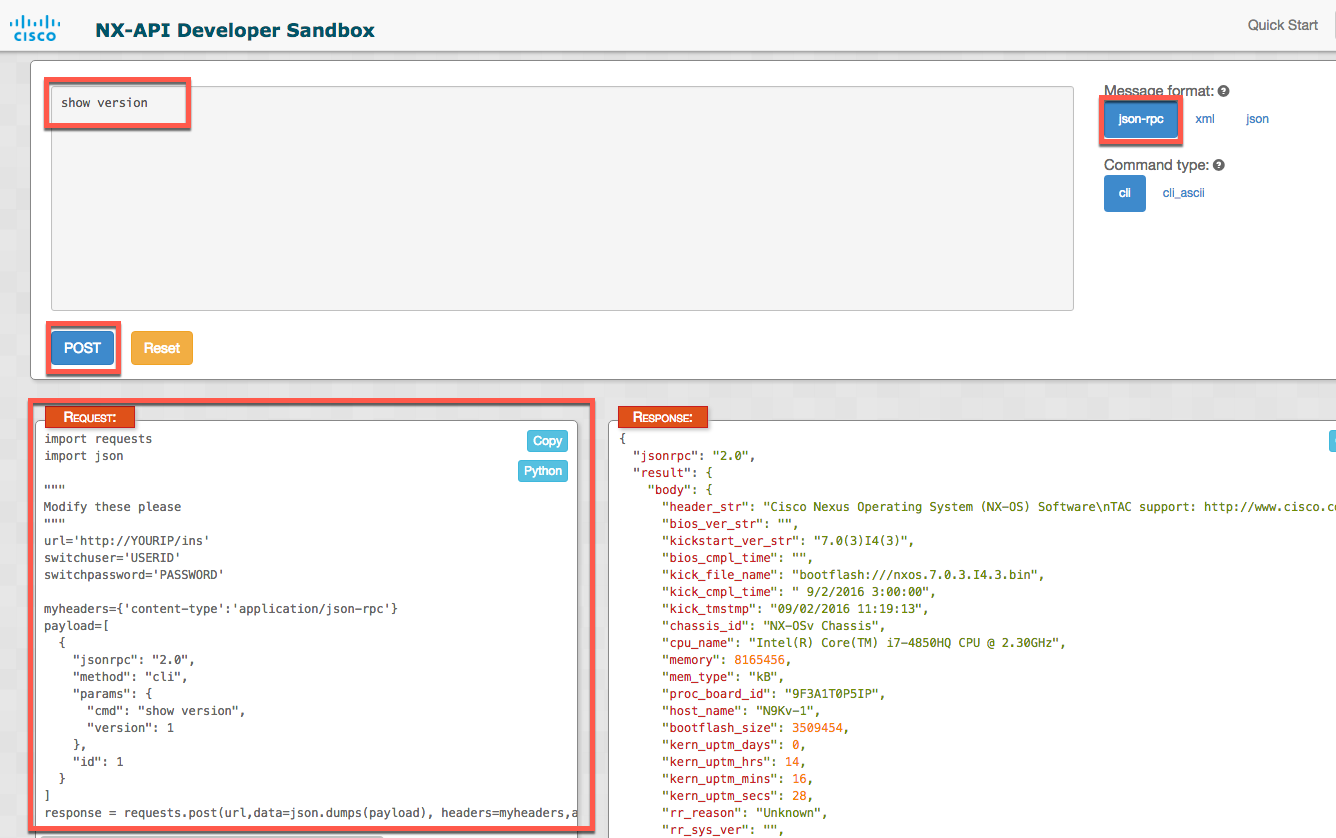 CISCO
NX-API Developer Sandbox
Quick Start
show version
Message format:
json-rpc xml json
Command type:
cli cli_ascii
POST Reset
REQUEST:
Copy
Python
import requests
import json
"""
Modify these please
"""
url='http://YOURIP/ins'
switchuser='USERID'
switchpassword='PASSWORD'
myheaders={'content-type':'application/json-rpc'}
payload=[
{
"jsonrpc": "2.0",
"method": "cli",
"params": {
"cmd": "show version",
"version": 1
},
"id": 1
}
]
response = requests.post(url,data=json.dumps(payload), headers=myheaders,a
RESPONSE:
{
"jsonrpc": "2.0",
"result": {
"body": {
"header_str": "Cisco Nexus Operating System (NX-OS) Software\nTAC support: http://www.cisco.c
"bios_ver_str": "",
"kickstart_ver_str": "7.0(3)I4(3)",
"bios_cmpl_time": "",
"kick_file_name": "bootflash:///nxos.7.0.3.I4.3.bin",
"kick_cmpl_time": " 9/2/2016 3:00:00",
"kick_tmstmp": "09/02/2016 11:19:13",
"chassis_id": "NX-OSv Chassis",
"cpu_name": "Intel(R) Core(TM) i7-4850HQ CPU @ 2.30GHz",
"memory": 8165456,
"mem_type": "kB",
"proc_board_id": "9F3A1T0P5IP",
"host_name": "N9Kv-1",
"bootflash_size": 3509454,
"kern_uptm_days": 0,
"kern_uptm_hrs": 14,
"kern_uptm_mins": 16,
"kern_uptm_secs": 28,
"rr_reason": "Unknown",
"rr_sys_ver": "",